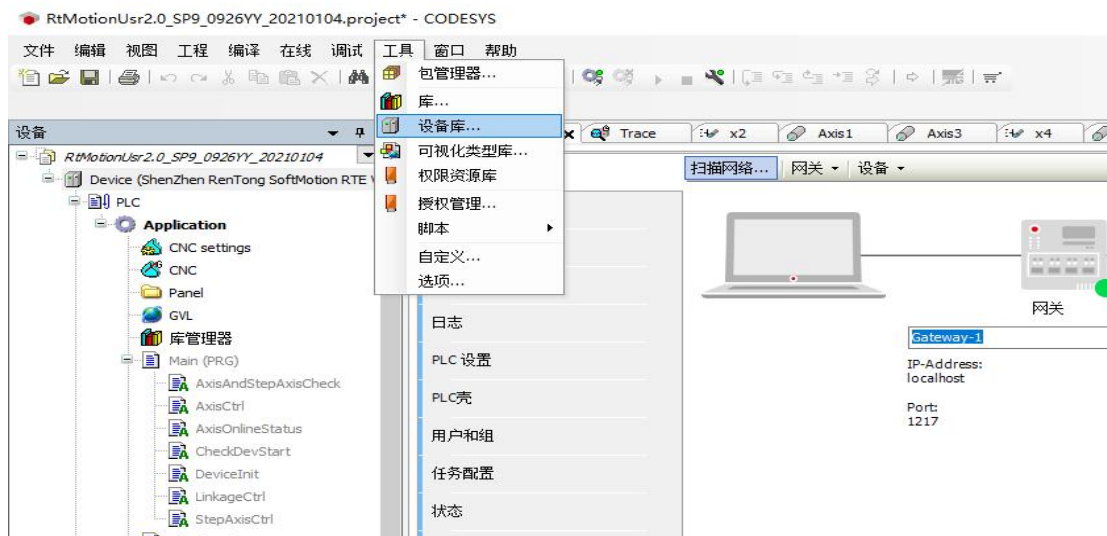 RtMotionUsr2.0_SP9_0926YY_20210104.project* - CODESYS
文件 编辑 视图 工程 编译 在线 调试 工具 窗口 帮助
包管理器...
库...
设备库...
可视化类型库...
权限资源库
授权管理...
脚本
自定义...
选项...
设备
Trace x2 Axis1 Axis3 x4
RtMotionUsr2.0_SP9_0926YY_20210104
Device (ShenZhen RenTong SoftMotion RTE
PLC
Application
CNC settings
CNC
Panel
GVL
库管理器
Main (PRG)
AxisAndStepAxisCheck
AxisCtrl
AxisOnlineStatus
CheckDevStart
DeviceInit
LinkageCtrl
StepAxisCtrl
日志
PLC 设置
PLC壳
用户和组
任务配置
状态
扫描网络... 网关 设备
网关
Gateway-1
IP-Address:
localhost
Port:
1217